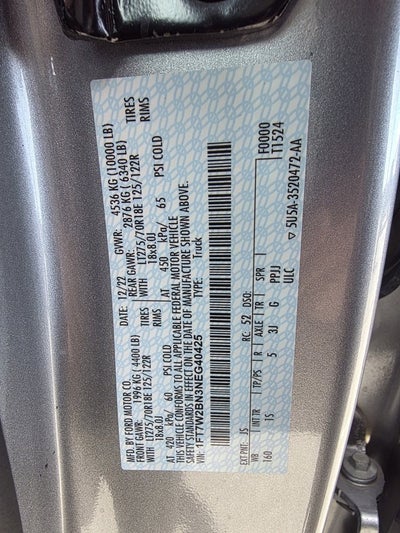 MFD. BY FORD MOTOR CO. 12/22 GVWR: 4536 KG (10000 LB)
FRONT GAWR: 1996 KG (4400 LB) REAR GAWR: 2876 KG (6340 LB)
WITH LT275/70R18E 125/122R TIRES WITH LT275/70R18E 125/122R TIRES
18x8.0J RIMS 18x8.0J RIMS
AT 420 kPa/ 60 PSI COLD AT 450 kPa/ 65 PSI COLD
THIS VEHICLE CONFORMS TO ALL APPLICABLE FEDERAL MOTOR VEHICLE
SAFETY STANDARDS IN EFFECT ON THE DATE OF MANUFACTURE SHOWN ABOVE.
VIN: 1FT7W2BN3NEG40425 TYPE: Truck
F0000
T1524
EXT PNT: JS RC: 52 DSO:
WB INT TR TP/PS R AXLE TR SPR
160 1S 5 3J G PPJJ
ULC
5U5A-3520472-AA